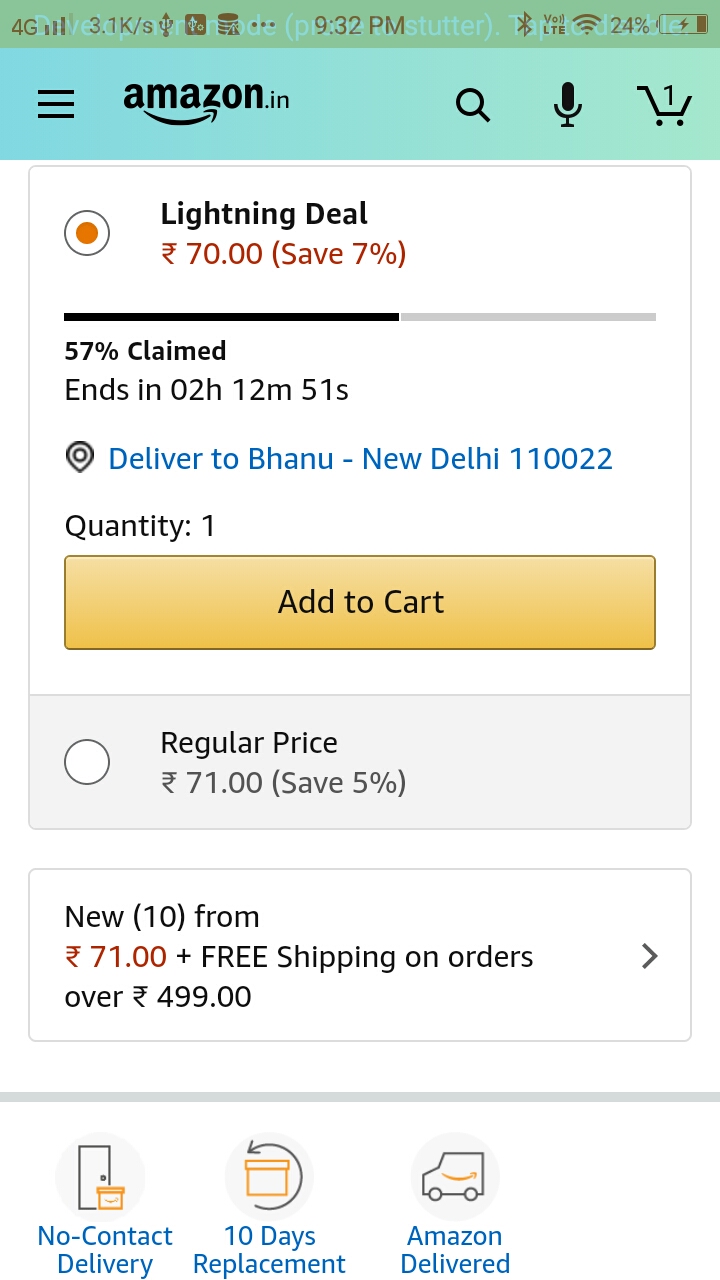 4G 3.1K/s 9:32 PM VoLTE 24%
amazon.in
1
Lightning Deal
₹ 70.00 (Save 7%)
57% Claimed
Ends in 02h 12m 51s
Deliver to Bhanu - New Delhi 110022
Quantity: 1
Add to Cart
Regular Price
₹ 71.00 (Save 5%)
New (10) from
₹ 71.00 + FREE Shipping on orders
over ₹ 499.00
No-Contact
Delivery
10 Days
Replacement
Amazon
Delivered